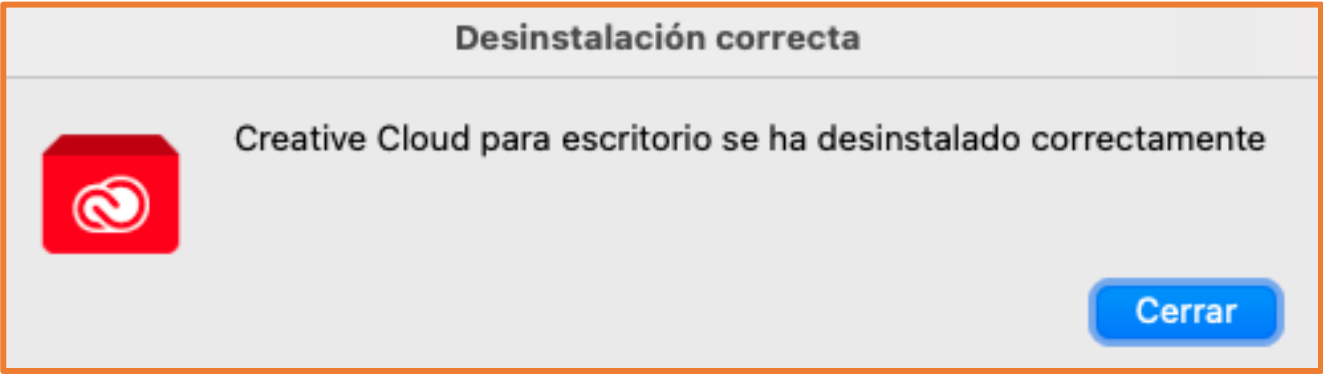 Desinstalación correcta
Creative Cloud para escritorio se ha desinstalado correctamente
Cerrar